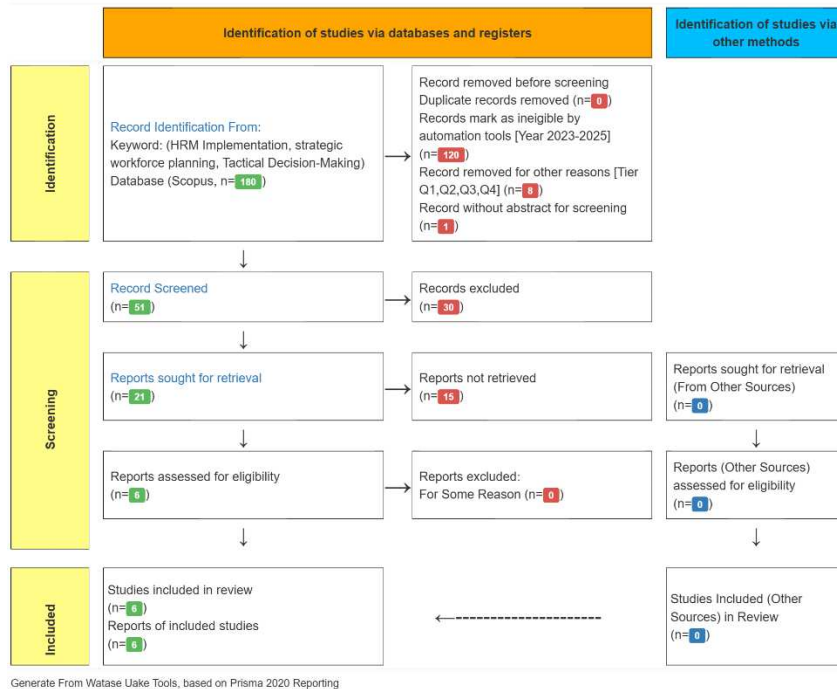 Identification of studies via databases and registers
Identification of studies via
other methods
Identification
Record Identification From:
Keyword: (HRM Implementation, strategic
workforce planning, Tactical Decision-Making)
Database (Scopus, n=180)
Record removed before screening
Duplicate records removed (n=0)
Records mark as ineigible by
automation tools [Year 2023-2025]
(n=120)
Record removed for other reasons [Tier
Q1,Q2,Q3,Q4] (n=8)
Record without abstract for screening
(n=1)
Screening
Record Screened
(n=51)
Records excluded
(n=30)
Reports sought for retrieval
(n=21)
Reports not retrieved
(n=15)
Reports sought for retrieval
(From Other Sources)
(n=0)
Reports assessed for eligibility
(n=6)
Reports excluded:
For Some Reason (n=0)
Reports (Other Sources)
assessed for eligibility
(n=0)
Included
Studies included in review
(n=6)
Reports of included studies
(n=6)
Studies Included (Other
Sources) in Review
(n=0)
Generate From Watase Uake Tools, based on Prisma 2020 Reporting